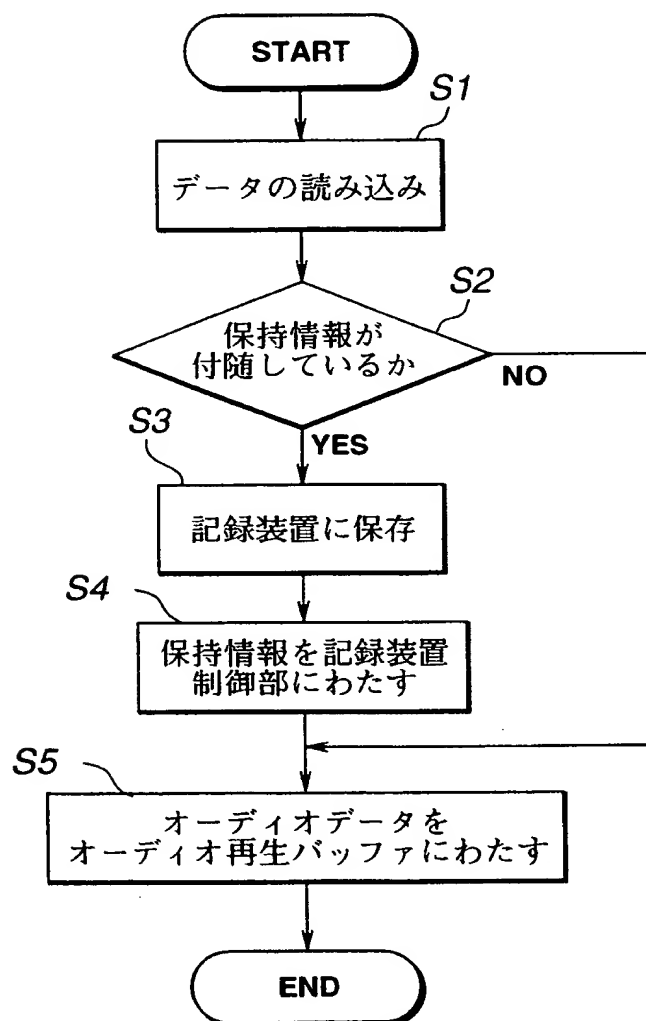 START
S1
データの読み込み
S2
保持情報が
付随しているか
NO
YES
S3
記録装置に保存
S4
保持情報を記録装置
制御部にわたす
S5
オーディオデータを
オーディオ再生バッファにわたす
END